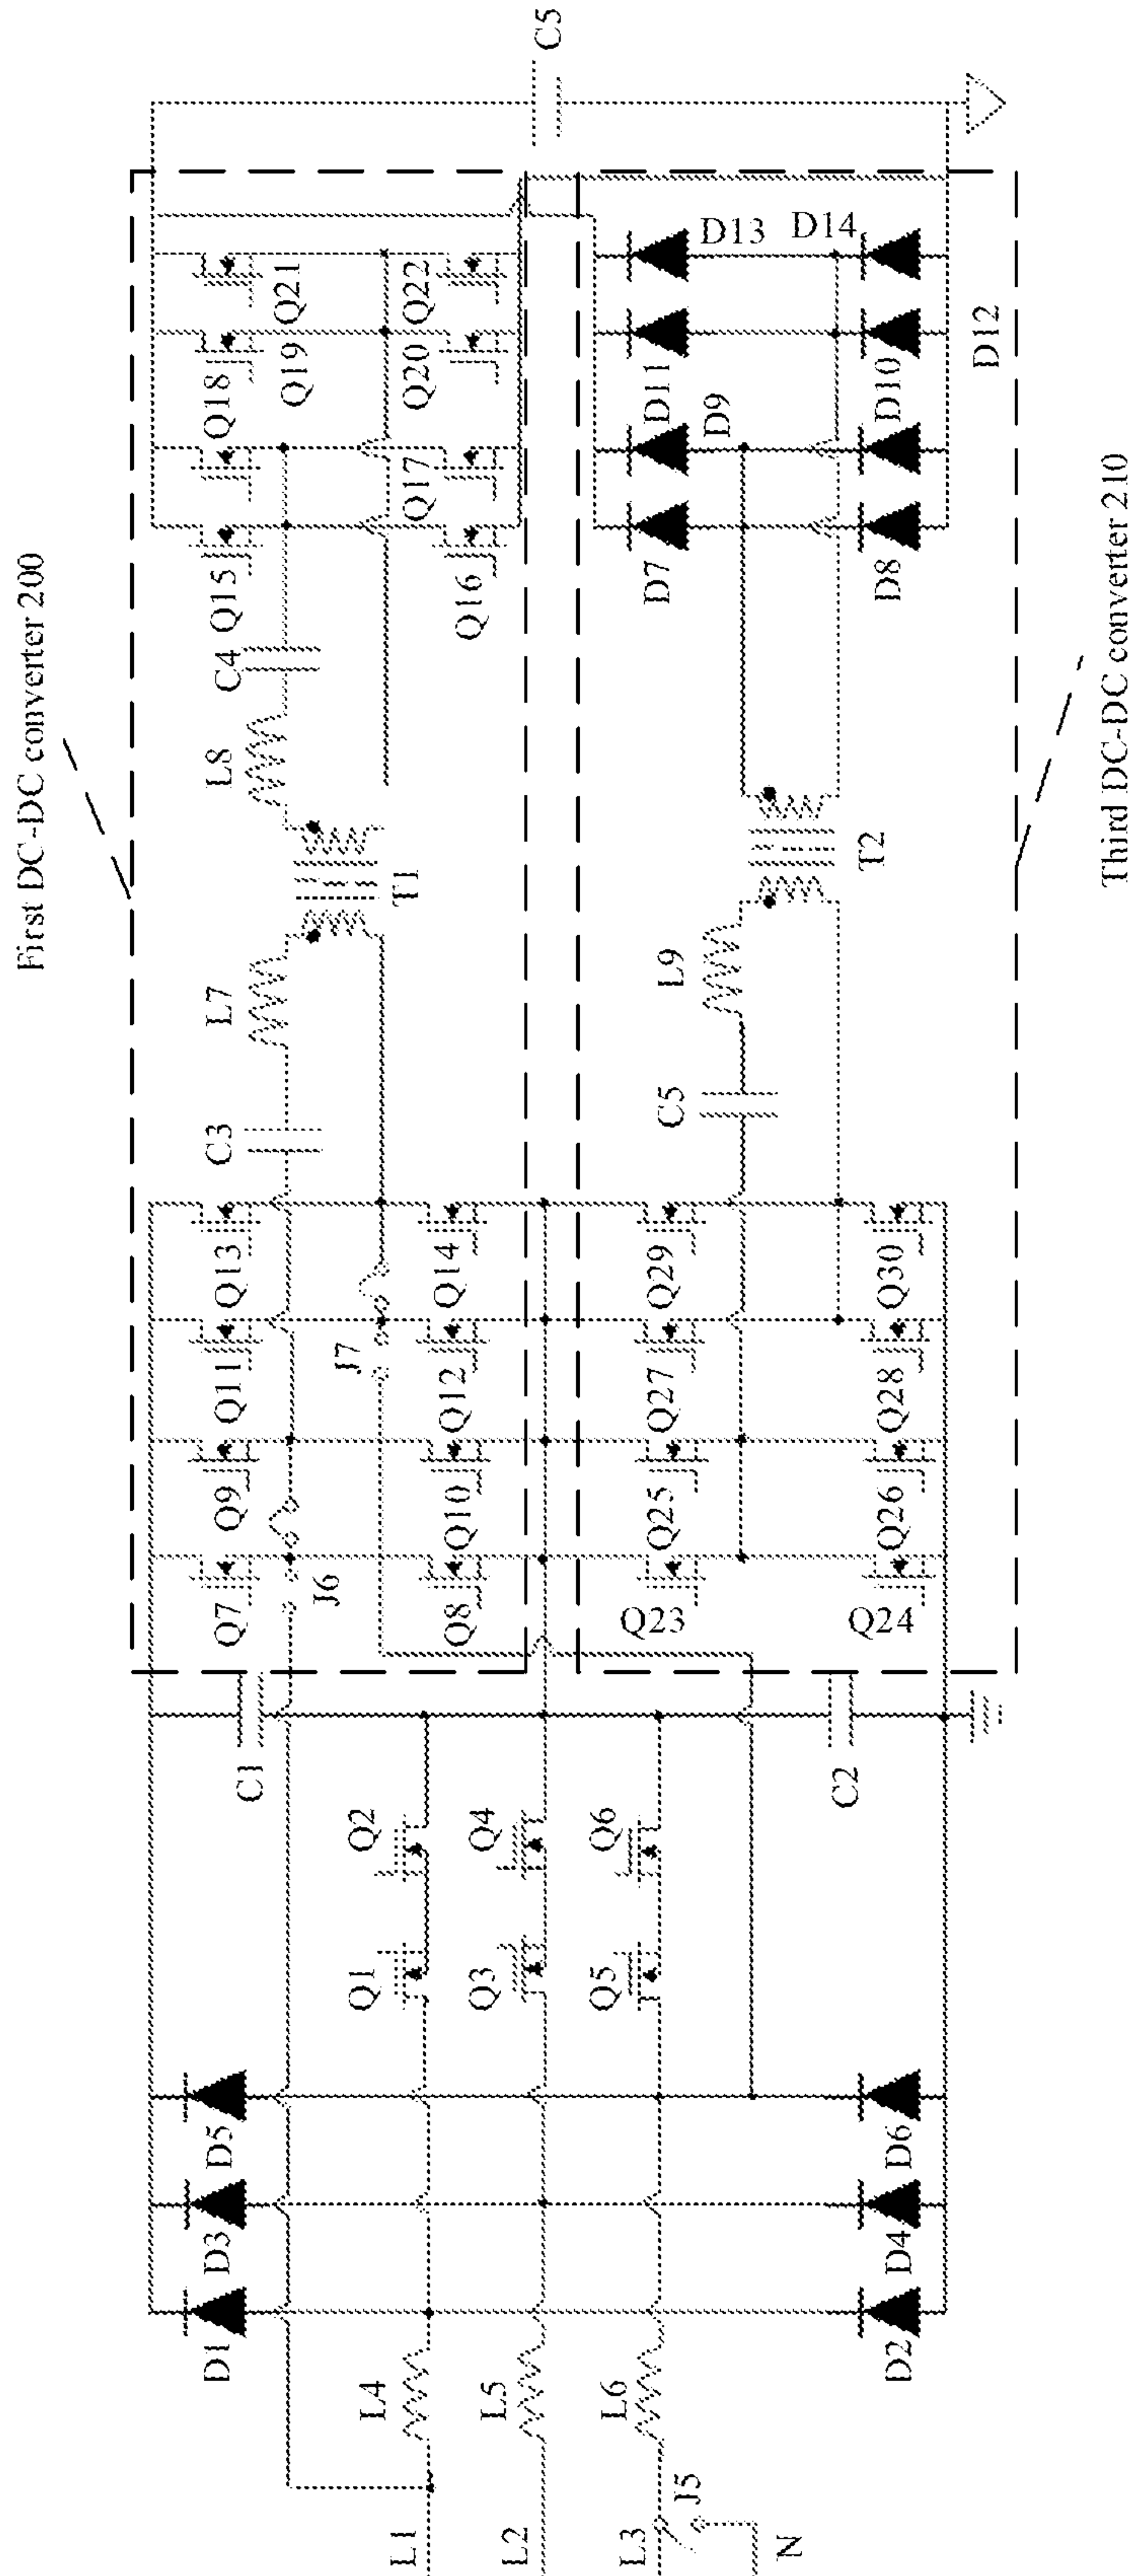 First DC-DC converter 200
Third DC-DC converter 210
C5
Q21
Q22
D13
D14
Q18
Q19
Q20
D11
D9
D10
D12
Q15
Q17
Q16
D7
D8
C4
L8
T1
T2
L7
L9
C3
C5
Q13
Q14
Q29
Q30
Q11
J7
Q12
Q27
Q28
Q9
Q10
Q25
Q26
Q7
J6
Q8
Q23
Q24
C1
C2
Q2
Q4
Q6
Q1
Q3
Q5
D5
D6
D3
D4
D1
D2
L4
L5
L6
L1
L2
L3
J5
N